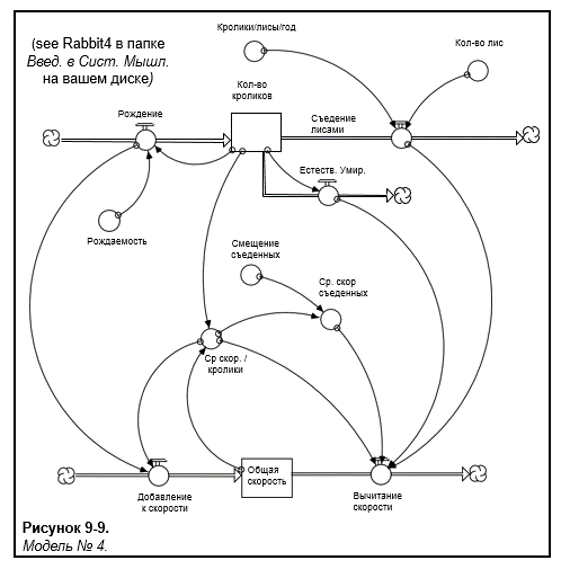 (see Rabbit4 в папке
Введ. в Сист. Мышл.
на вашем диске)
Кролики/лисы/год
Кол-во лис
Кол-во
кроликов
Рождение
Съедение
лисами
Естеств. Умир.
Рождаемость
Смещение
съеденных
Ср. скор
съеденных
Ср скор. /
кролики
Общая
скорость
Добавление
к скорости
Вычитание
скорости
Рисунок 9-9.
Модель № 4.